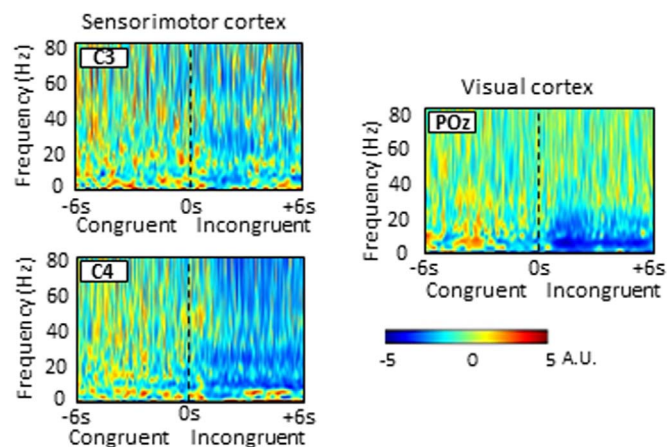 Sensorimotor cortex
Frequency (Hz)
80
60
40
20
0
C3
-6s
0s
+6s
Congruent
Incongruent
Frequency (Hz)
80
60
40
20
0
C4
-6s
0s
+6s
Congruent
Incongruent
Visual cortex
Frequency (Hz)
80
60
40
20
0
POz
-6s
0s
+6s
Congruent
Incongruent
-5
0
5
A.U.